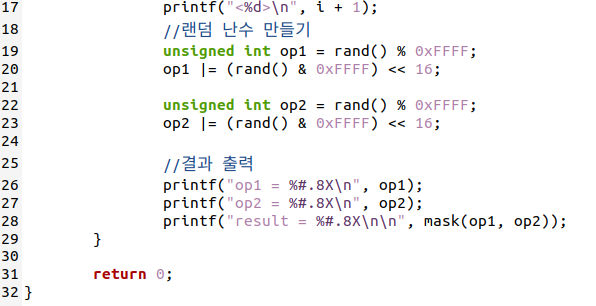 17 printf("<%d>\n", i + 1);
18 //랜덤 난수 만들기
19 unsigned int op1 = rand() % 0xFFFF;
20 op1 |= (rand() & 0xFFFF) << 16;
21
22 unsigned int op2 = rand() % 0xFFFF;
23 op2 |= (rand() & 0xFFFF) << 16;
24
25 //결과 출력
26 printf("op1 = %#.8X\n", op1);
27 printf("op2 = %#.8X\n", op2);
28 printf("result = %#.8X\n\n", mask(op1, op2));
29 }
30
31 return 0;
32 }